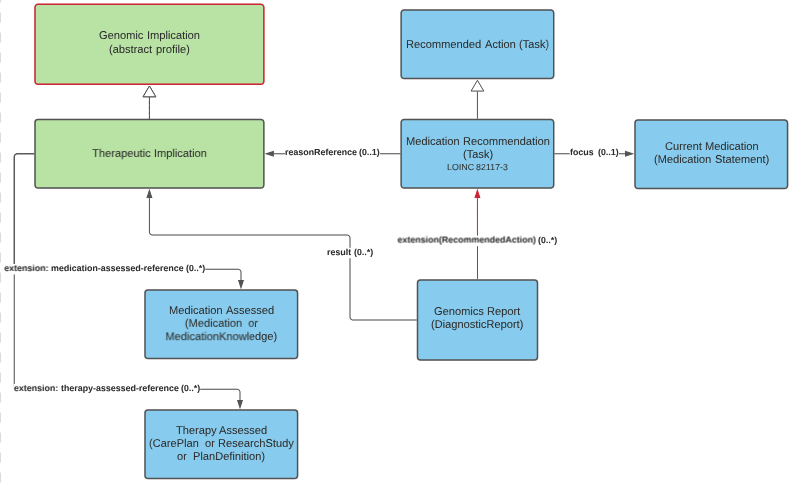 Genomic Implication
(abstract profile)
Recommended Action (Task)
Therapeutic Implication
reasonReference (0..1)
Medication Recommendation
(Task)
LOINC 82117-3
focus (0..1)
Current Medication
(Medication Statement)
extension(RecommendedAction) (0..*)
result (0..*)
extension: medication-assessed-reference (0..*)
Medication Assessed
(Medication or
MedicationKnowledge)
Genomics Report
(DiagnosticReport)
extension: therapy-assessed-reference (0..*)
Therapy Assessed
(CarePlan or ResearchStudy
or PlanDefinition)